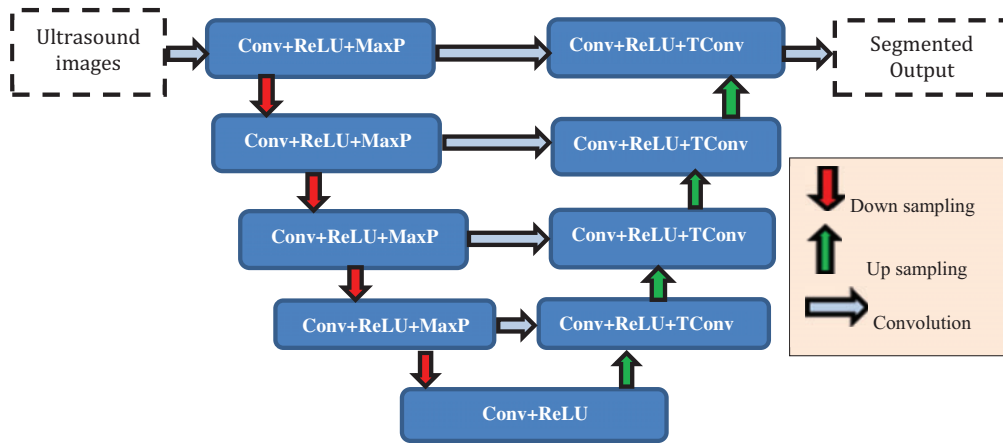 Ultrasound
images
Conv+ReLU+MaxP
Conv+ReLU+TConv
Segmented
Output
Conv+ReLU+MaxP
Conv+ReLU+TConv
Conv+ReLU+MaxP
Conv+ReLU+TConv
Conv+ReLU+MaxP
Conv+ReLU+TConv
Conv+ReLU
Down sampling
Up sampling
Convolution